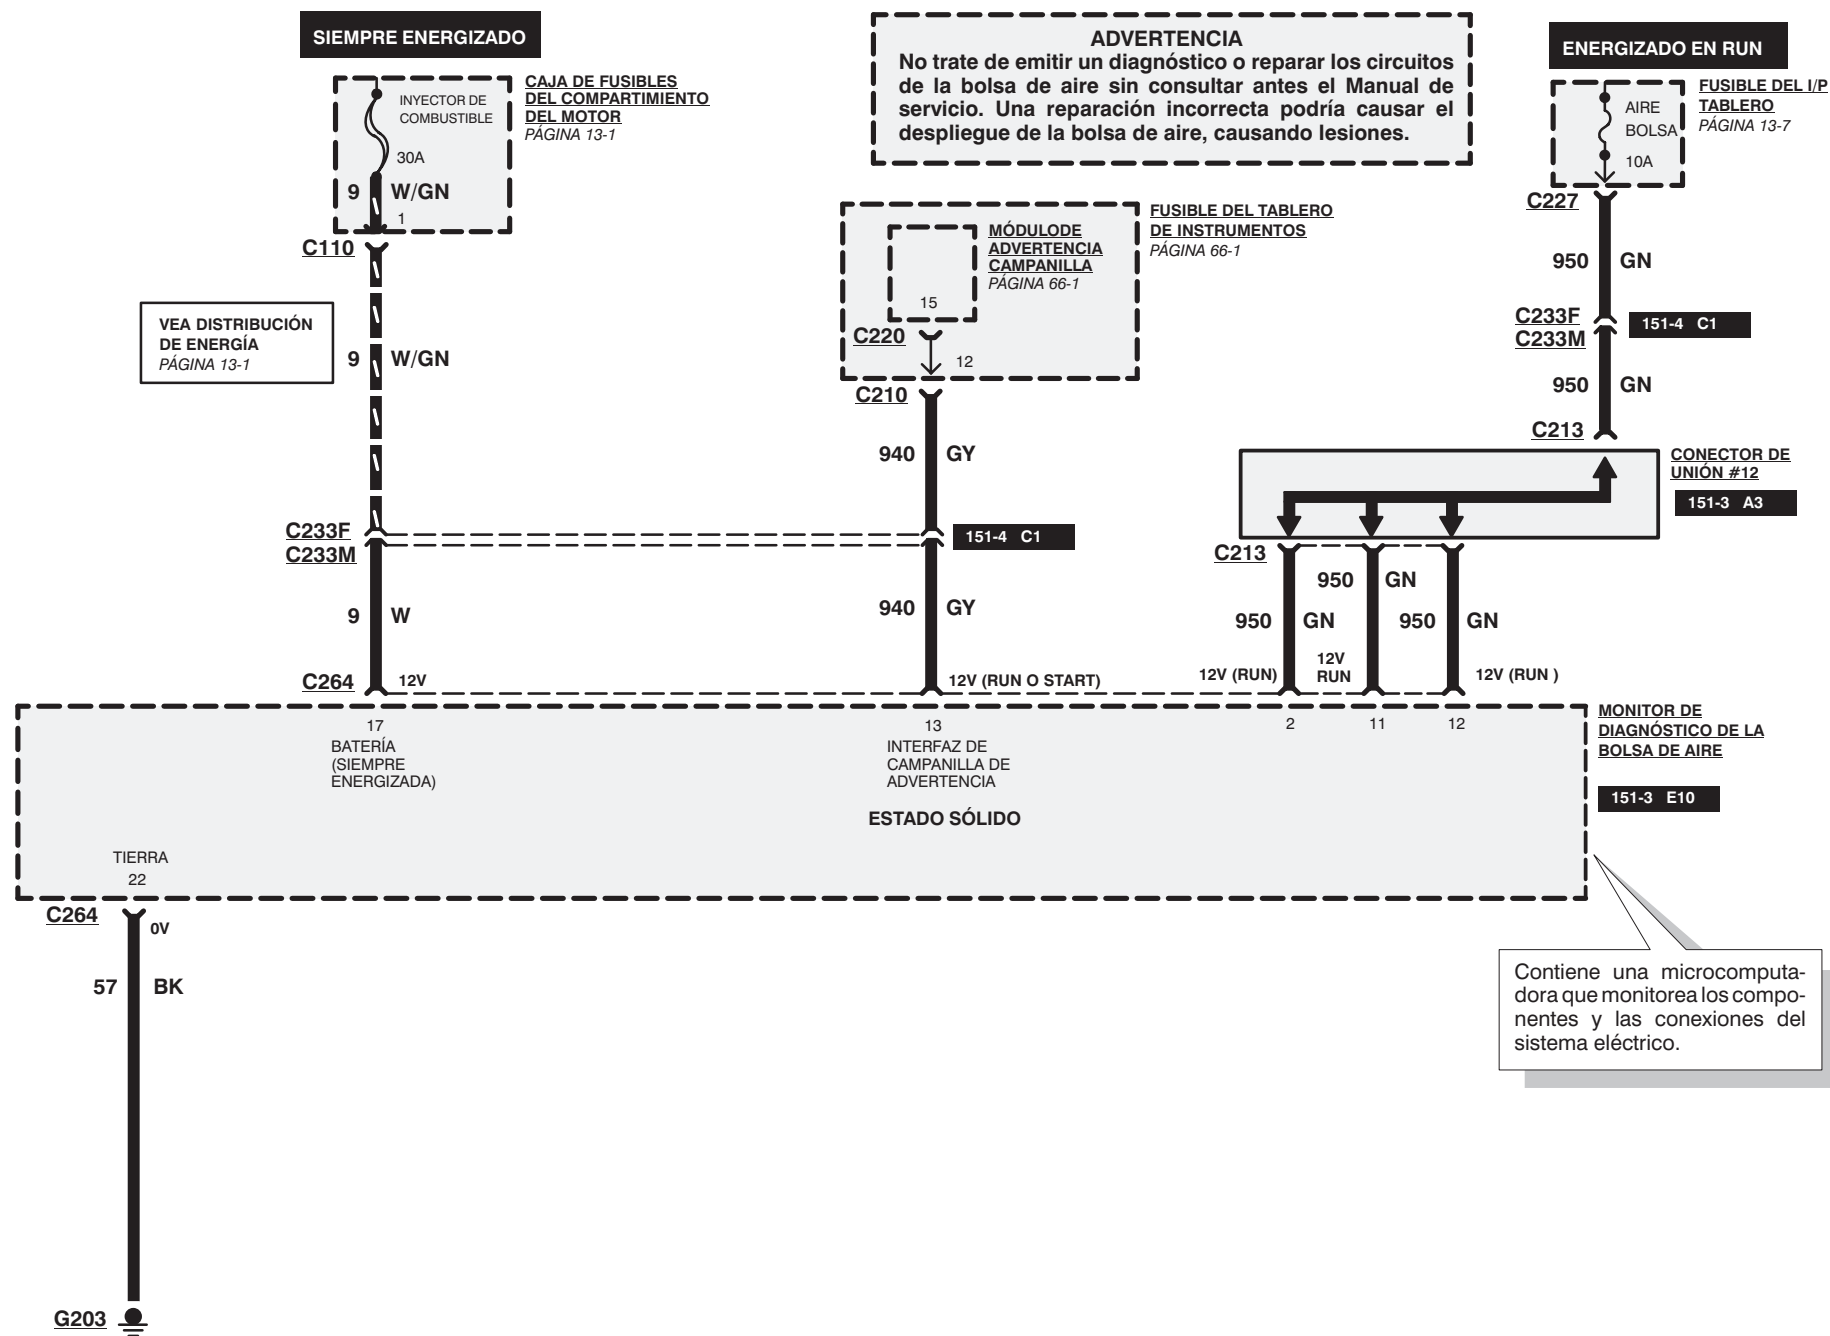 SIEMPRE ENERGIZADO
INYECTOR DE
COMBUSTIBLE
30A
9
W/GN
1
CAJA DE FUSIBLES
DEL COMPARTIMIENTO
DEL MOTOR
PÁGINA 13-1
C110
VEA DISTRIBUCIÓN
DE ENERGÍA
PÁGINA 13-1
9
W/GN
C233F
C233M
9
W
C264
12V
ADVERTENCIA
No trate de emitir un diagnóstico o reparar los circuitos
de la bolsa de aire sin consultar antes el Manual de
servicio. Una reparación incorrecta podría causar el
despliegue de la bolsa de aire, causando lesiones.
MÓDULODE
ADVERTENCIA
CAMPANILLA
PÁGINA 66-1
15
C220
12
FUSIBLE DEL TABLERO
DE INSTRUMENTOS
PÁGINA 66-1
C210
940
GY
151-4 C1
940
GY
12V (RUN O START)
ENERGIZADO EN RUN
AIRE
BOLSA
10A
FUSIBLE DEL I/P
TABLERO
PÁGINA 13-7
C227
950
GN
C233F
C233M
151-4 C1
950
GN
C213
CONECTOR DE
UNIÓN #12
151-3 A3
C213
950
GN
950
GN
950
GN
12V (RUN)
12V
RUN
12V (RUN )
17
BATERÍA
(SIEMPRE
ENERGIZADA)
13
INTERFAZ DE
CAMPANILLA DE
ADVERTENCIA
2
11
12
ESTADO SÓLIDO
MONITOR DE
DIAGNÓSTICO DE LA
BOLSA DE AIRE
151-3 E10
TIERRA
22
C264
0V
57
BK
G203
Contiene una microcomputa-
dora que monitorea los compo-
nentes y las conexiones del
sistema eléctrico.